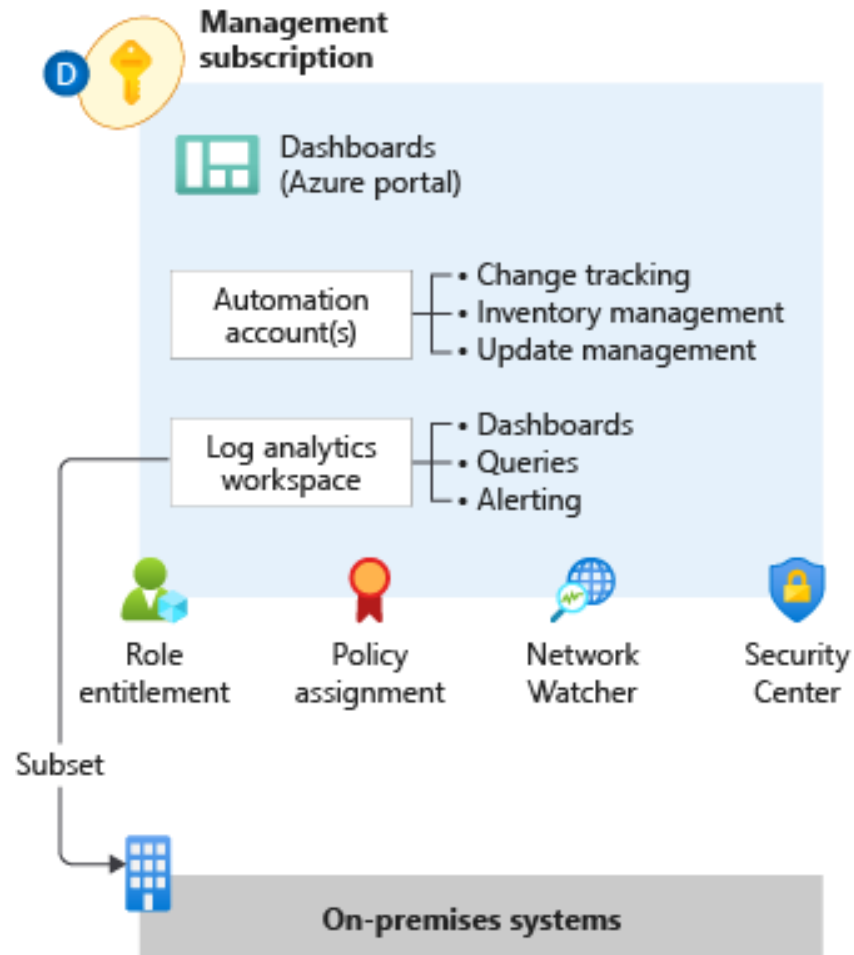 Management
subscription
D
Dashboards
(Azure portal)
Automation
account(s)
• Change tracking
• Inventory management
• Update management
Log analytics
workspace
• Dashboards
• Queries
• Alerting
Role
entitlement
Policy
assignment
Network
Watcher
Security
Center
Subset
On-premises systems